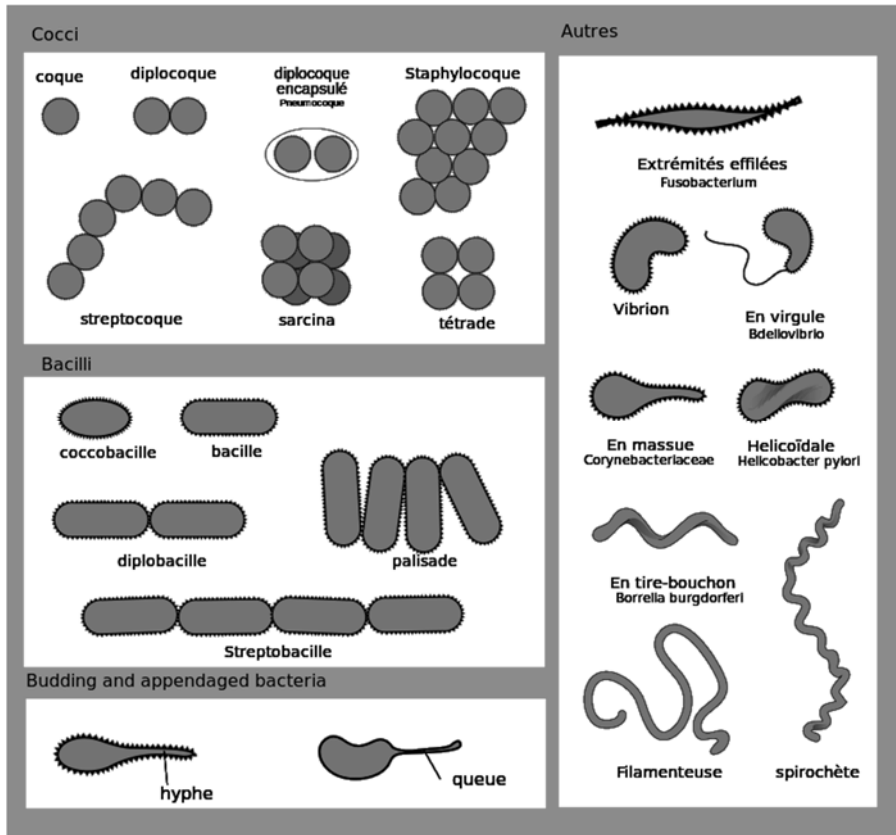 Cocci
coque
diplocoque
diplocoque
encapsulé
Pneumocoque
Staphylocoque
streptocoque
sarcina
tétrade
Bacilli
coccobacille
bacille
diplobacille
palisade
Streptobacille
Budding and appendaged bacteria
hyphe
queue
Autres
Extrémités effilées
Fusobacterium
Vibrion
En virgule
Bdellovibrio
En massue
Corynebacteriaceae
Helicoïdale
Helicobacter pylori
En tire-bouchon
Borrelia burgdorferi
Filamenteuse
spirochète